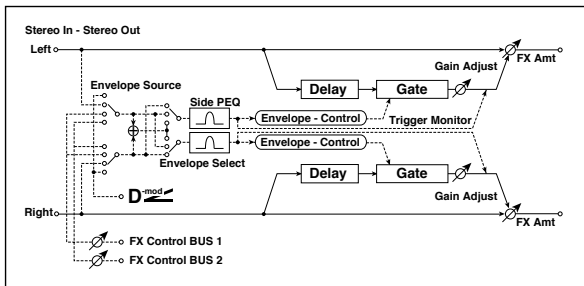 Stereo In - Stereo Out
Left
FX Amt
Gain Adjust
Envelope Source
Delay
Gate
Side PEQ
Trigger Monitor
Envelope - Control
Envelope - Control
Envelope Select
Delay
Gate
D-mod
Gain Adjust
Right
FX Amt
FX Control BUS 1
FX Control BUS 2